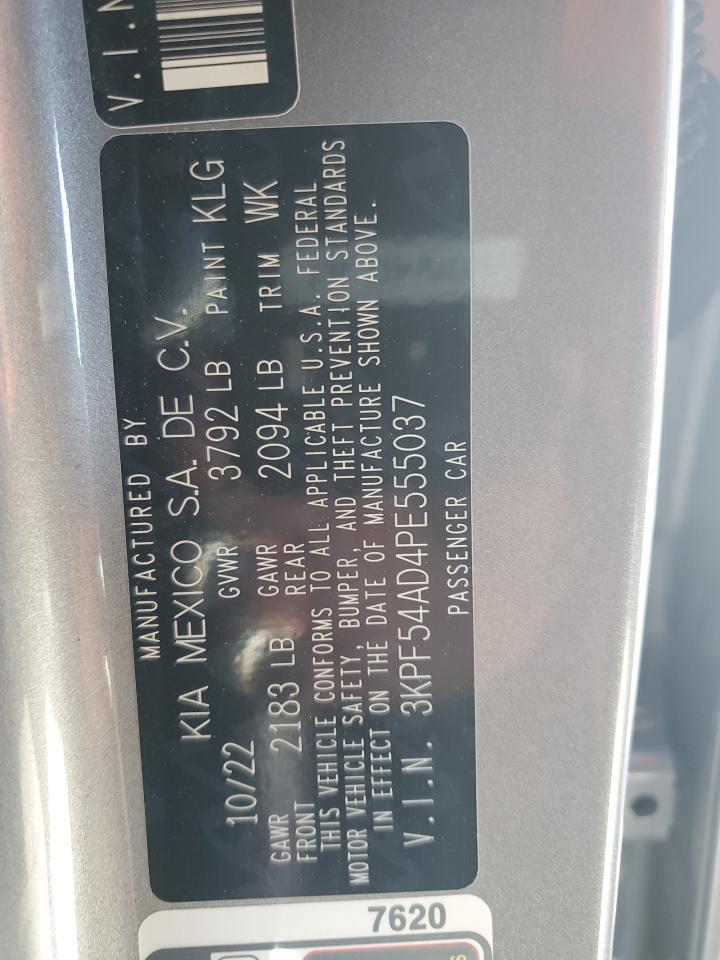 V.I.N
MANUFACTURED BY
KIA MEXICO S.A. DE C.V.
10/22 GVWR 3792 LB PAINT KLG
GAWR FRONT 2183 LB GAWR REAR 2094 LB TRIM WK
THIS VEHICLE CONFORMS TO ALL APPLICABLE U.S.A. FEDERAL
MOTOR VEHICLE SAFETY, BUMPER, AND THEFT PREVENTION STANDARDS
IN EFFECT ON THE DATE OF MANUFACTURE SHOWN ABOVE.
V.I.N. 3KPF54AD4PE555037
PASSENGER CAR
7620